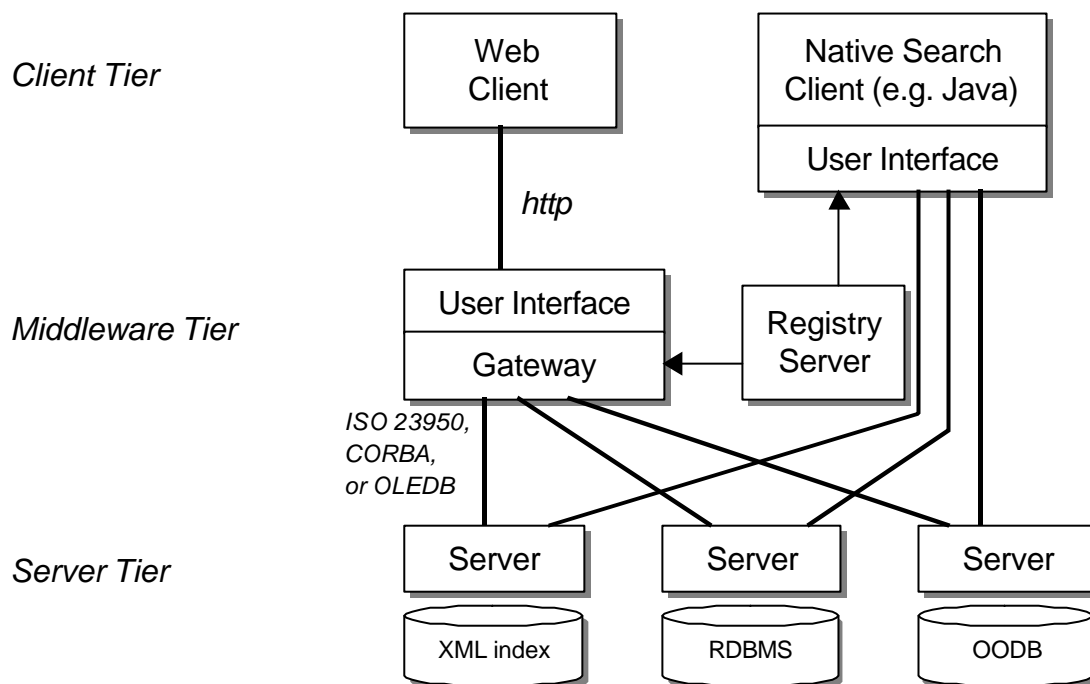 Client Tier
Web
Client
Native Search
Client (e.g. Java)
User Interface
http
Middleware Tier
User Interface
Gateway
Registry
Server
ISO 23950,
CORBA,
or OLEDB
Server Tier
Server
Server
Server
XML index
RDBMS
OODB